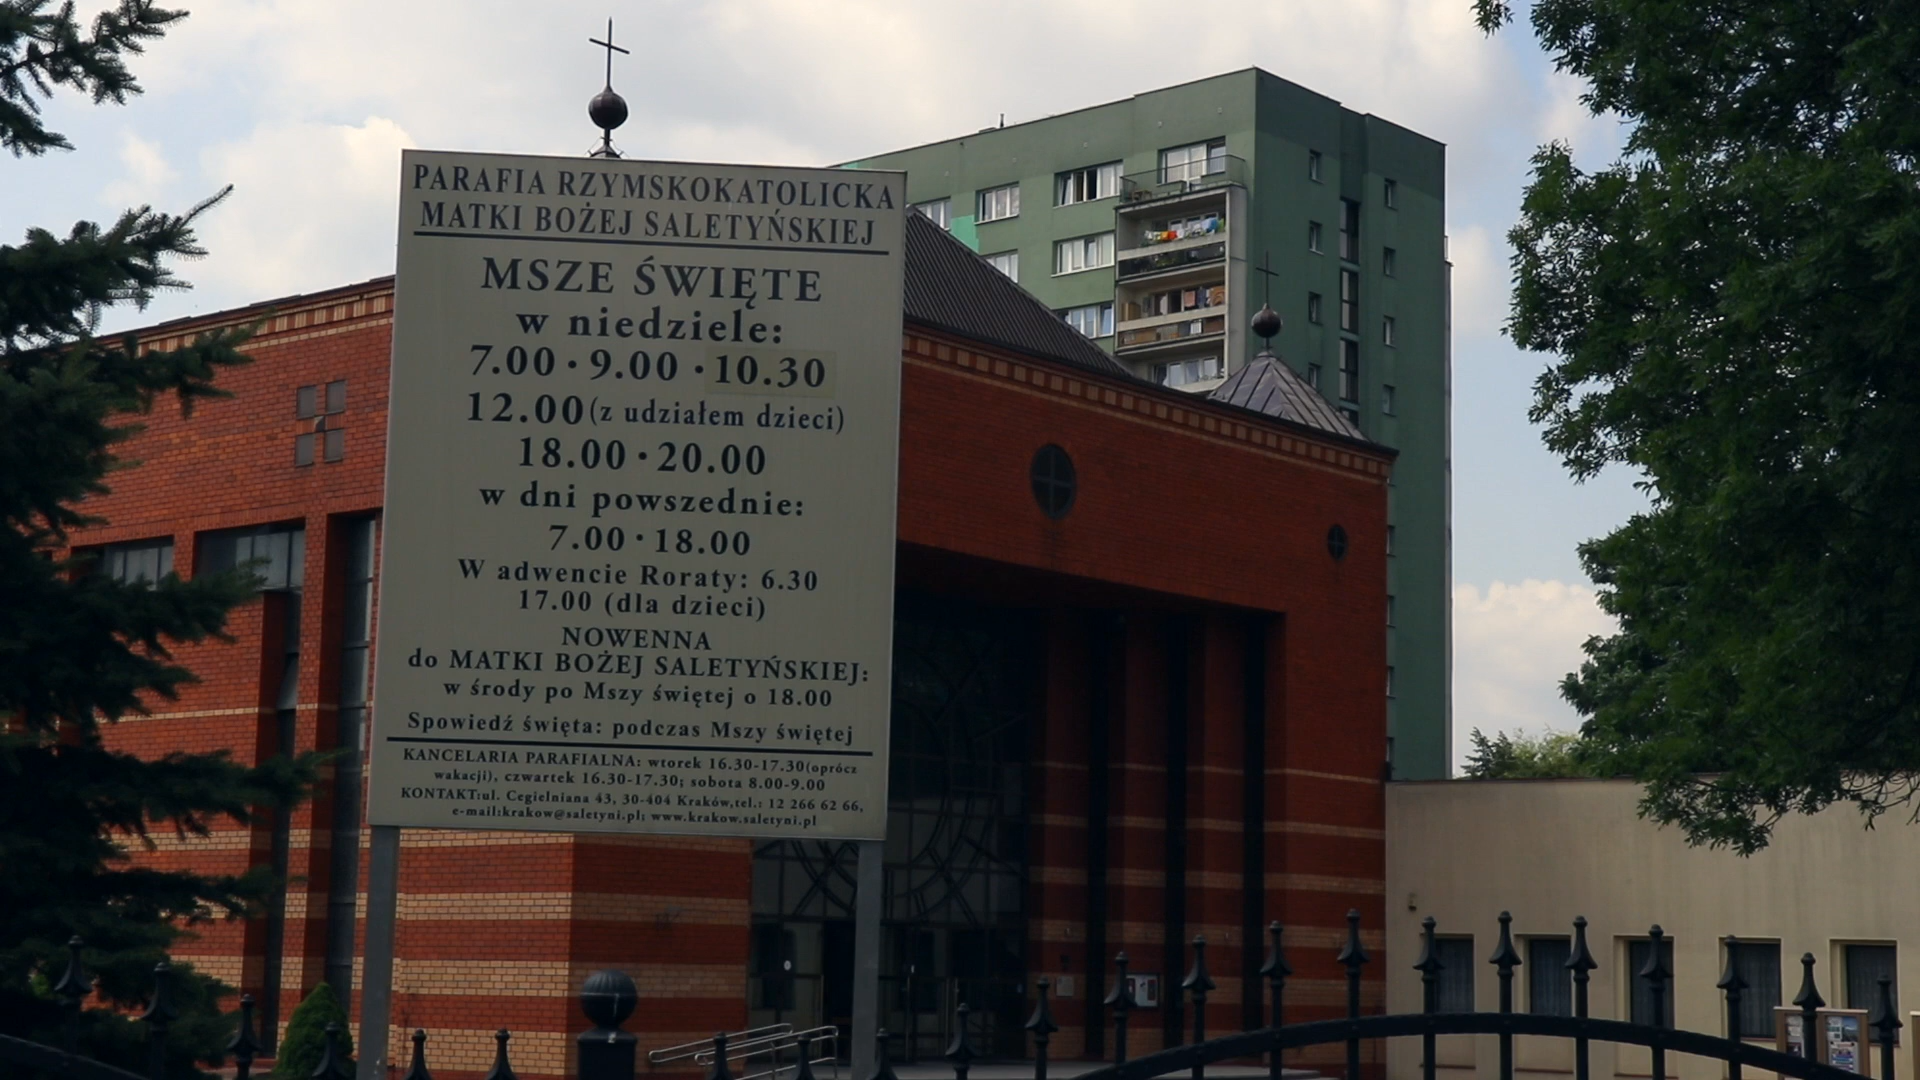 PARAFIA RZYMSKOKATOLICKA
MATKI BOŻEJ SALETYŃSKIEJ
MSZE ŚWIĘTE
w niedziele:
7.00 • 9.00 • 10.30
12.00 (z udziałem dzieci)
18.00 • 20.00
w dni powszednie:
7.00 • 18.00
W adwencie Roraty: 6.30
17.00 (dla dzieci)
NOWENNA
do MATKI BOŻEJ SALETYŃSKIEJ:
w środy po Mszy świętej o 18.00
Spowiedź święta: podczas Mszy świętej
KANCELARIA PARAFIALNA: wtorek 16.30-17.30(oprócz
wakacji), czwartek 16.30-17.30; sobota 8.00-9.00
KONTAKT:ul. Cegielniana 43, 30-404 Kraków,tel.: 12 266 62 66,
e-mail:krakow@saletyni.pl; www.krakow.saletyni.pl